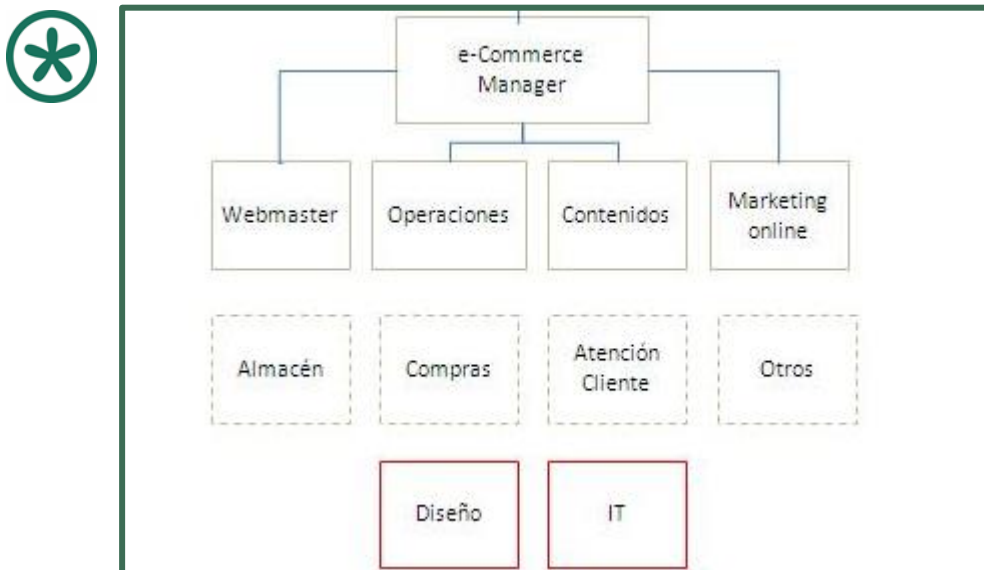 e-Commerce
Manager
Webmaster
Operaciones
Contenidos
Marketing
online
Almacén
Compras
Atención
Cliente
Otros
Diseño
IT